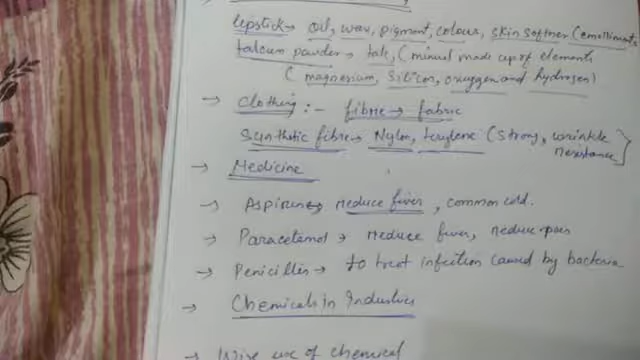 lipstick → oil, wax, pigment, colour, skin softner (emollients
talcum powder → talc, (mineral made up of elements
( magnesium, silicon, oxygen and hydrogen)
→ Clothing :- fibre → fabric
Synthetic fibre → Nylon, terylene (strong, wrinkle
resistance)
→ Medicine
→ Aspirin → reduce fiver, common cold.
→ Paracetamol → reduce fever, reduce pain
→ Penicillin → to treat infection caused by bacteria
→ Chemicals in Industries
→ Wise use of chemical